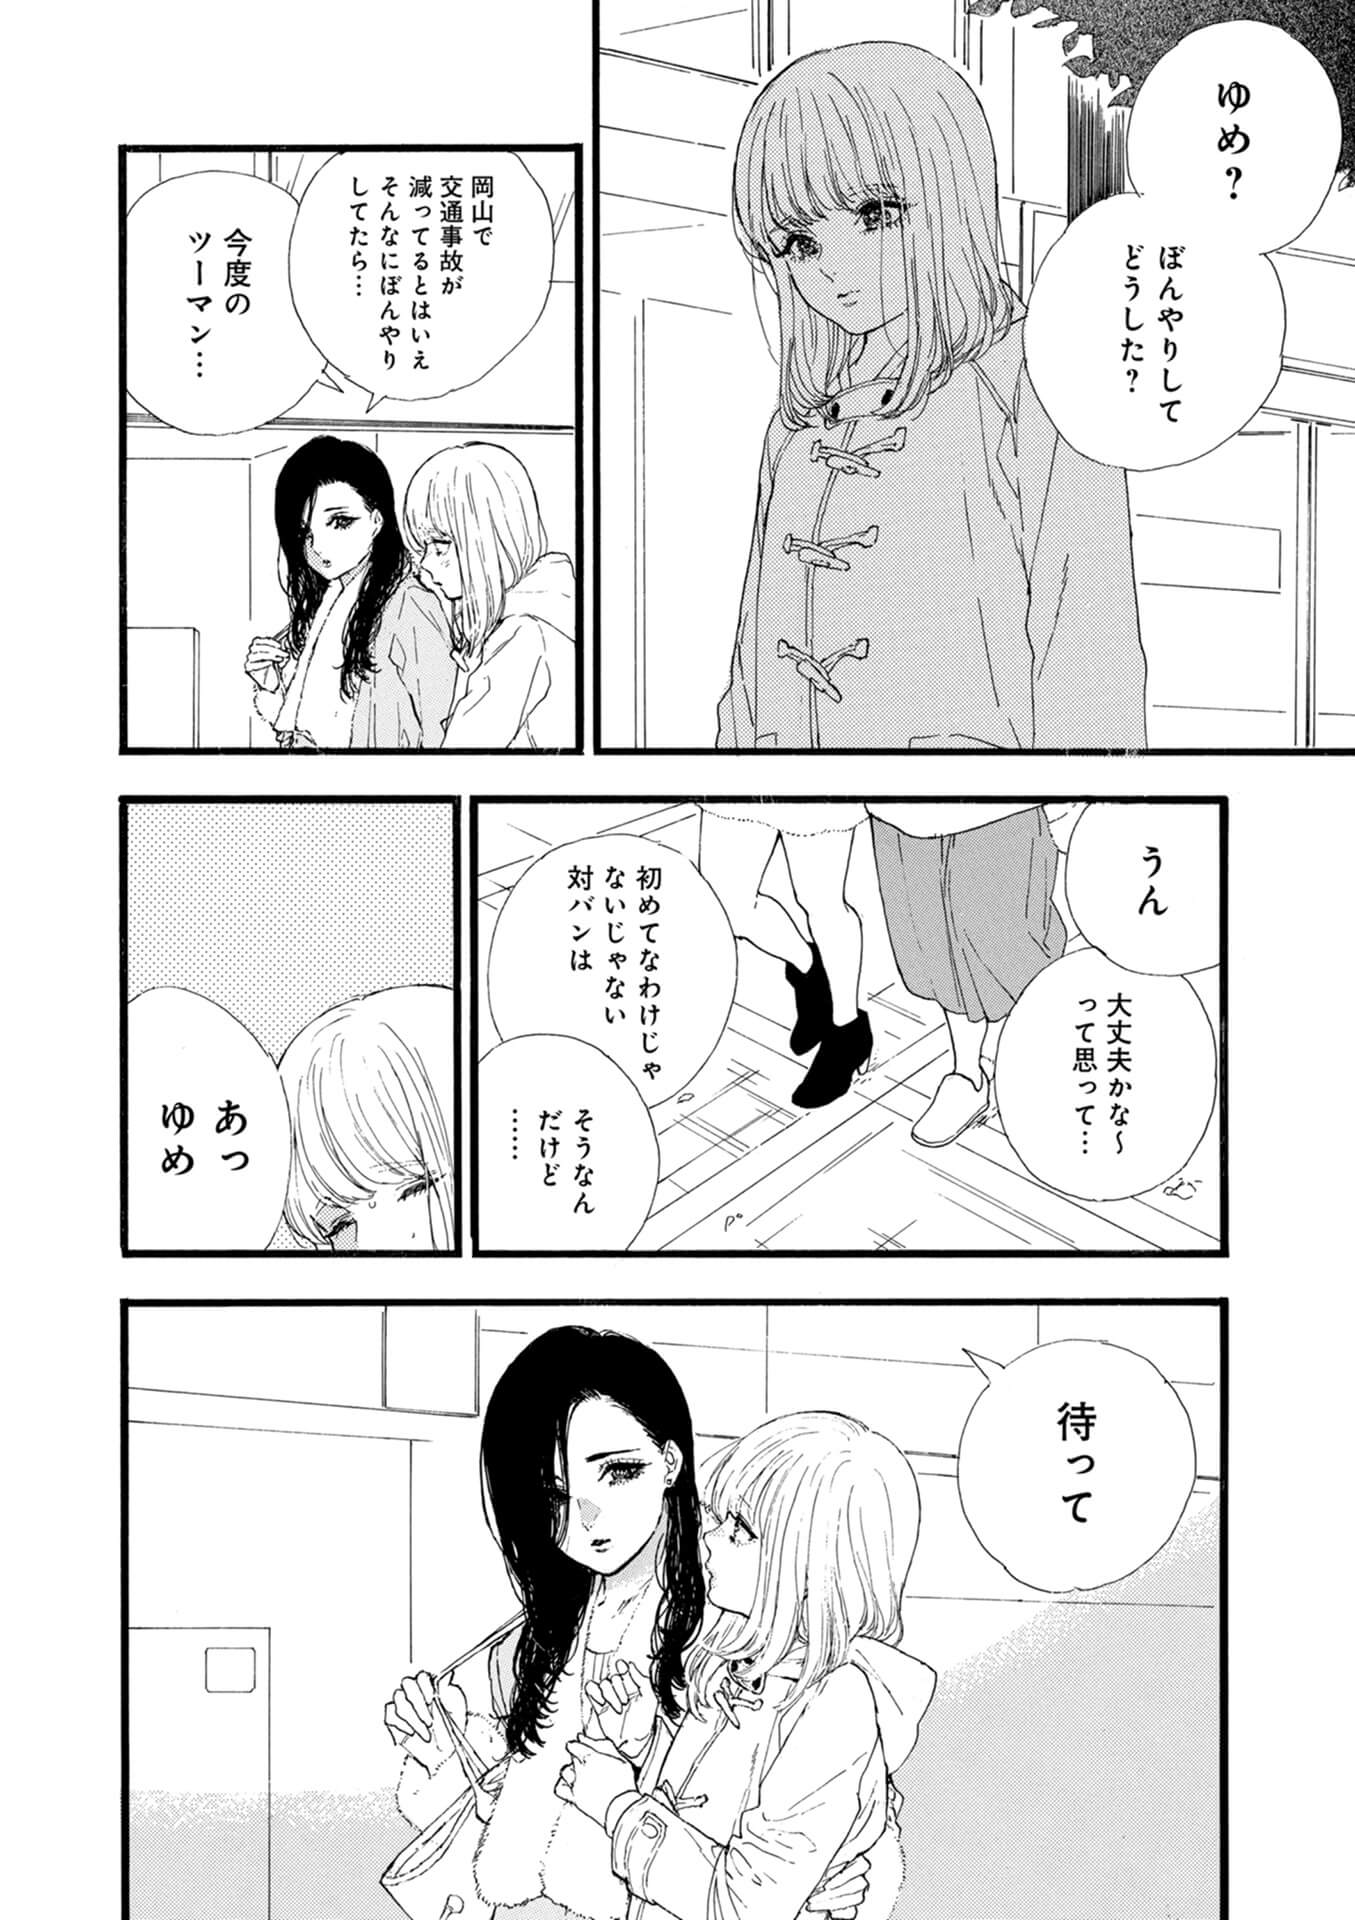 ゆめ？
ぼんやりして
どうした？
岡山で
交通事故が
減ってるとはいえ
そんなにぼんやり
してたら…
今度の
ツーマン…
うん
大丈夫かな～
って思って…
初めてなわけじゃ
ないじゃない
対バンは
そうなん
だけど
……
あっ
ゆめ
待って